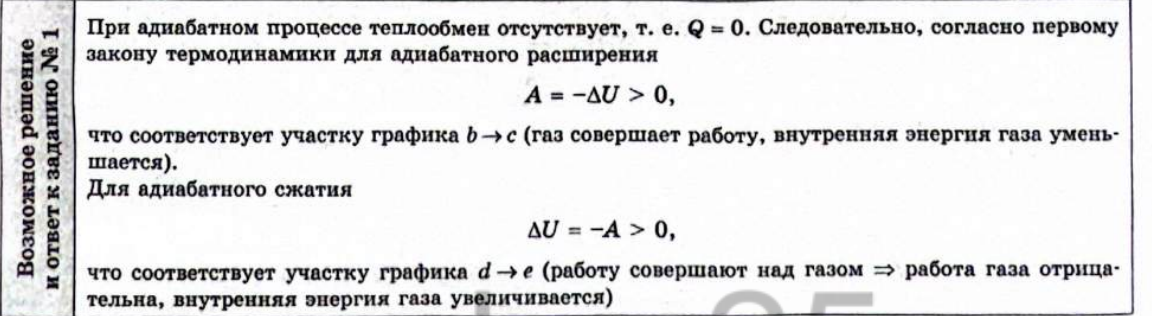 Возможное решение
и ответ к заданию № 1
При адиабатном процессе теплообмен отсутствует, т. е. Q = 0. Следовательно, согласно первому
закону термодинамики для адиабатного расширения
A = −ΔU > 0,
что соответствует участку графика b → c (газ совершает работу, внутренняя энергия газа умень-
шается).
Для адиабатного сжатия
ΔU = −A > 0,
что соответствует участку графика d → e (работу совершают над газом ⇒ работа газа отрица-
тельна, внутренняя энергия газа увеличивается)